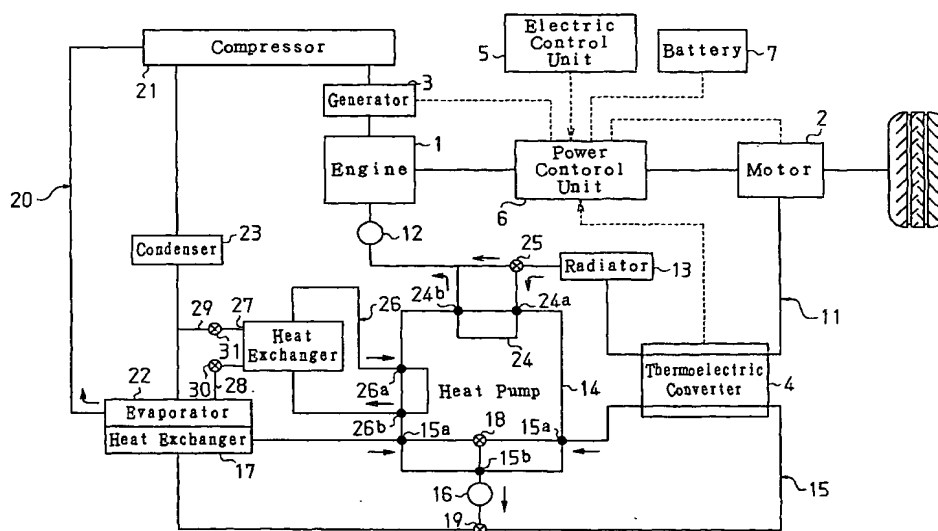 Compressor
21
Electric
Control
Unit
5
Battery
7
3
Generator
1
Engine
Power
Contorol
Unit
6
2
Motor
20
12
25
Radiator
13
Condenser
23
24b
24a
24
11
29
27
26
31
Heat
Exchanger
30
28
26a
26b
Heat Pump
14
Thermoelectric
Converter
4
22
Evaporator
Heat Exchanger
17
15a
18
15a
15b
16
19
15